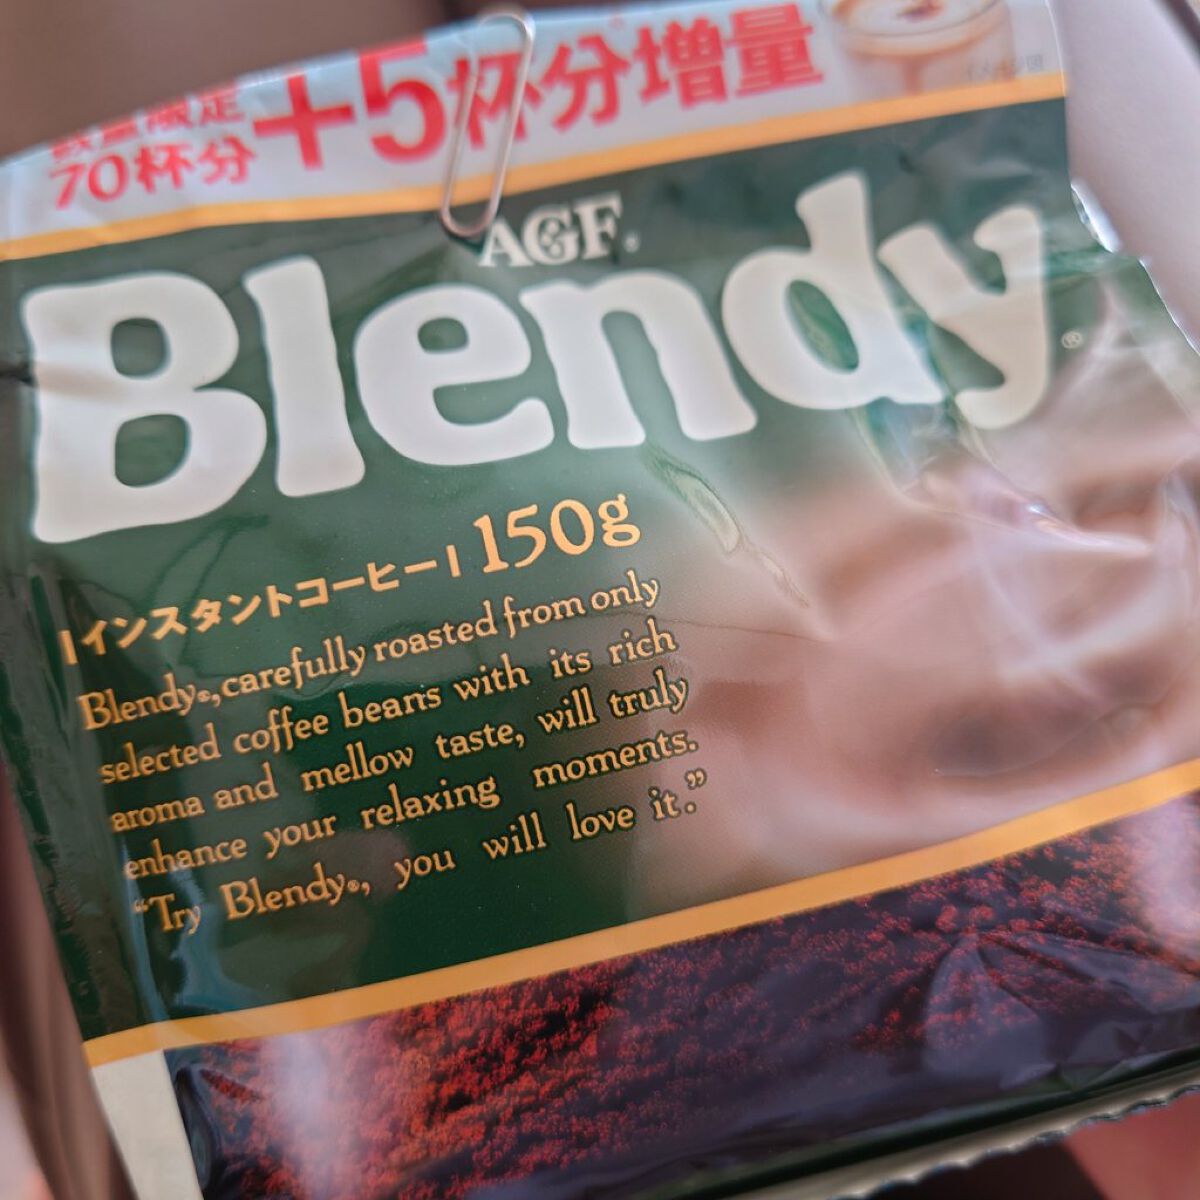 数量限定
70杯分
+5杯分増量
AGF®
Blendy®
インスタントコーヒー 150g
Blendy®, carefully roasted from only
selected coffee beans with its rich
aroma and mellow taste, will truly
enhance your relaxing moments.
“Try Blendy®, you will love it.”